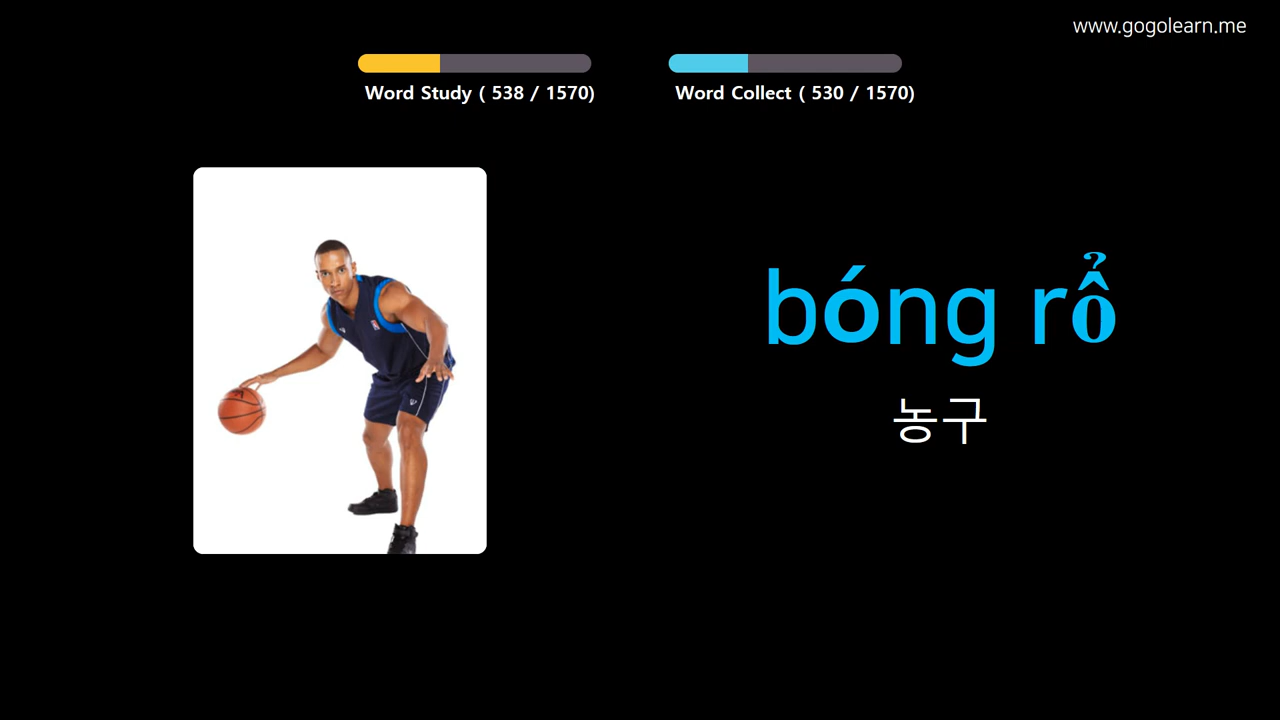 www.gogolearn.me
Word Study ( 538 / 1570)
Word Collect ( 530 / 1570)
bóng rổ
농구